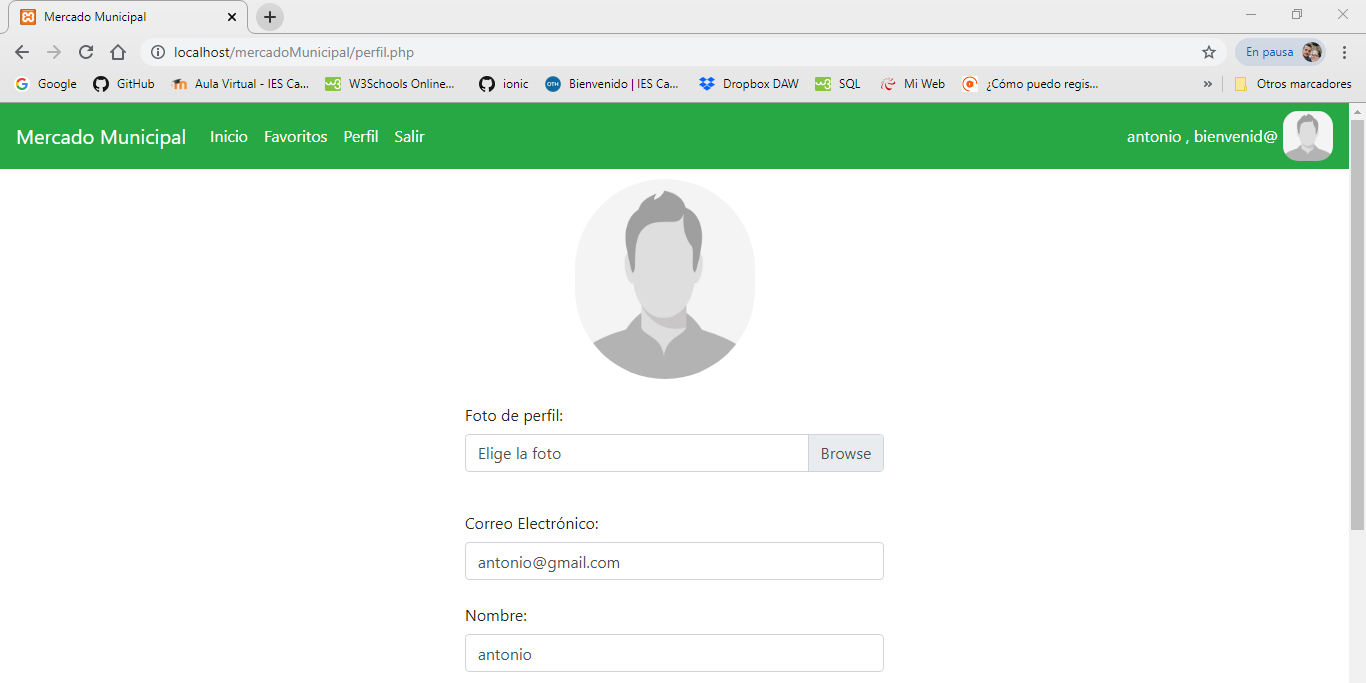 Mercado Municipal
localhost/mercadoMunicipal/perfil.php
En pausa
Google GitHub Aula Virtual - IES Ca... W3Schools Online... ionic OTH Bienvenido | IES Ca... Dropbox DAW SQL Mi Web ¿Cómo puedo regis... » Otros marcadores
Mercado Municipal Inicio Favoritos Perfil Salir antonio , bienvenid@
Foto de perfil:
Elige la foto Browse
Correo Electrónico:
antonio@gmail.com
Nombre:
antonio